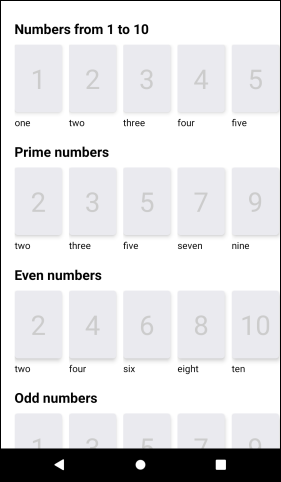 Numbers from 1 to 10
1 2 3 4 5
one two three four five
Prime numbers
2 3 5 7 9
two three five seven nine
Even numbers
2 4 6 8 10
two four six eight ten
Odd numbers
1 3 5 7 9